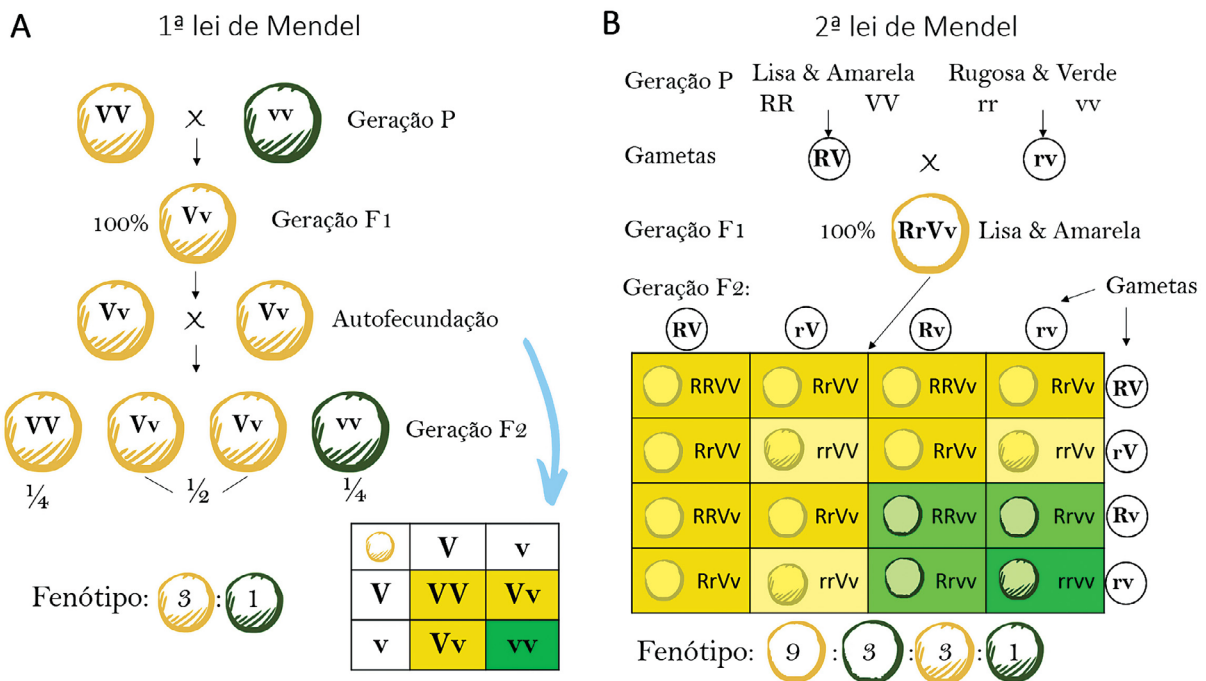 A
1ª lei de Mendel
VV x vv Geração P
100% Vv Geração F1
Vv x Vv Autofecundação
VV Vv Vv vv Geração F2
¼ ½ ¼
V v
V VV Vv
v Vv vv
Fenótipo: 3 : 1
B
2ª lei de Mendel
Geração P Lisa & Amarela Rugosa & Verde
RR VV rr vv
Gametas RV x rv
Geração F1 100% RrVv Lisa & Amarela
Geração F2: Gametas
RV rV Rv rv
RRVV RrVV RRVv RrVv RV
RrVV rrVV RrVv rrVv rV
RRVv RrVv RRvv Rrvv Rv
RrVv rrVv Rrvv rrvv rv
Fenótipo: 9 : 3 : 3 : 1